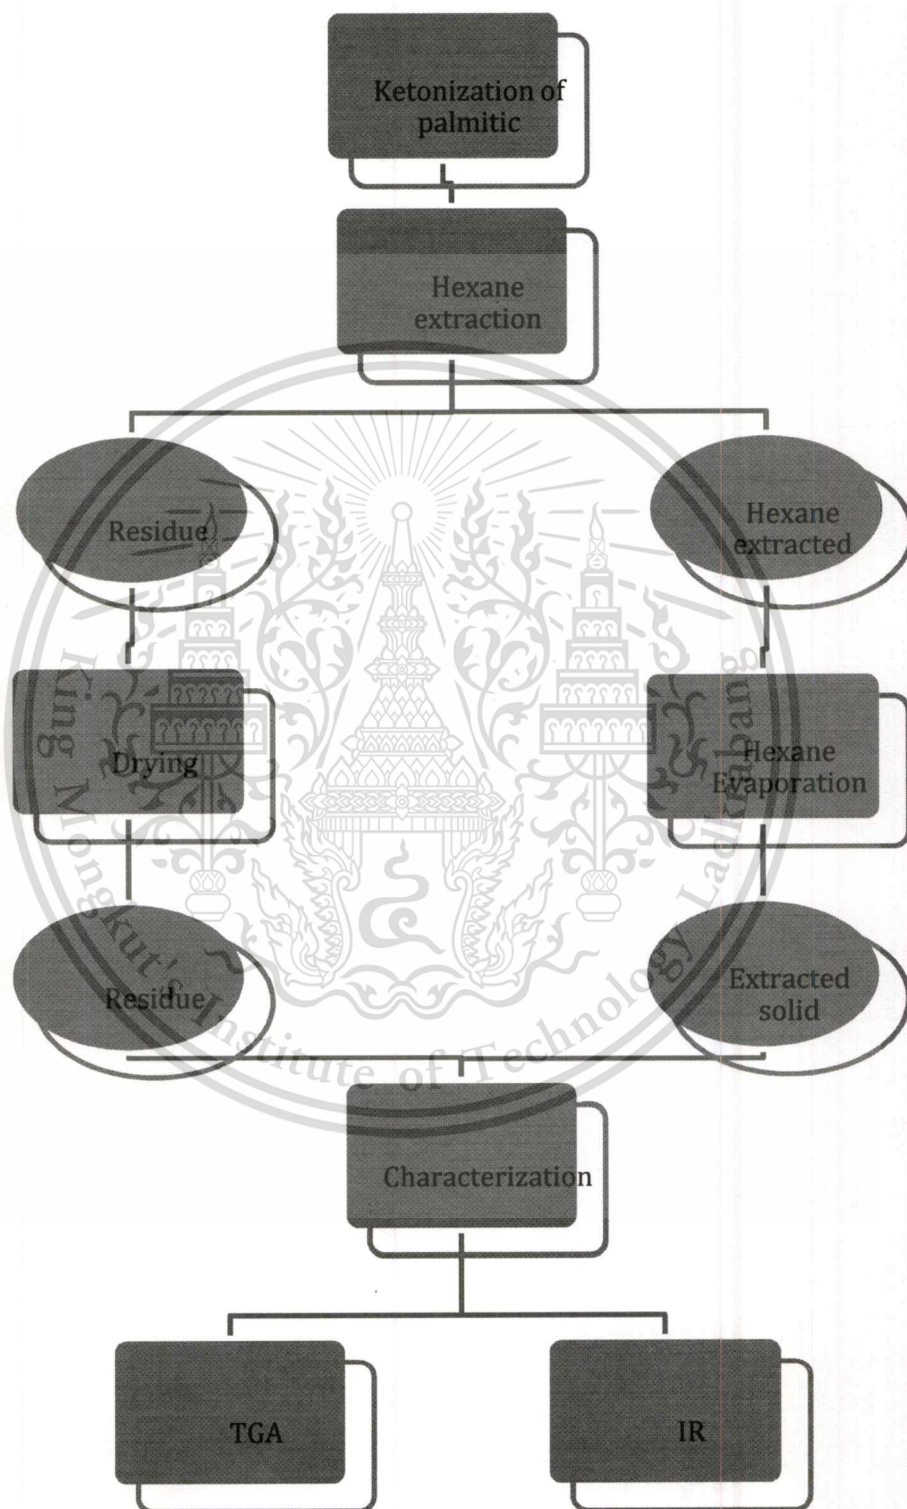 Ketonization of
palmitic
Hexane
extraction
Residue
Hexane
extracted
Drying
Hexane
Evaporation
Residue
Extracted
solid
Characterization
TGA
IR
King Mongkut's Institute of Technology Ladkrabang